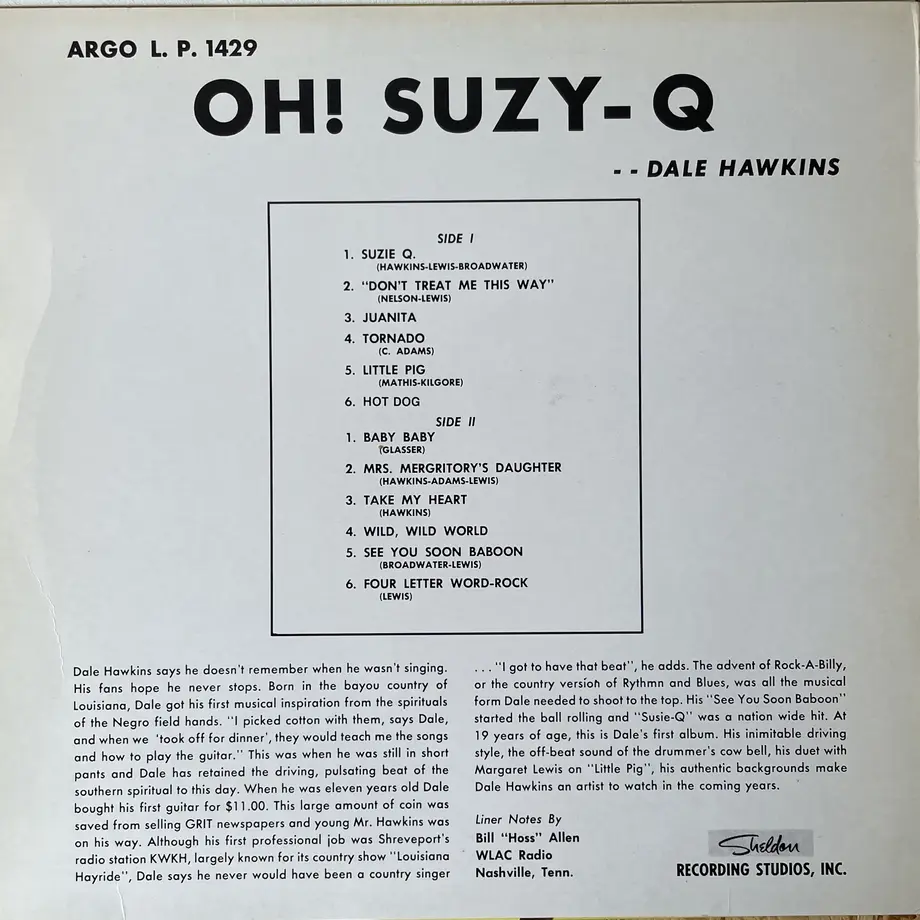 ARGO L. P. 1429
OH! SUZY-Q
-- DALE HAWKINS
SIDE I
1. SUZIE Q.
(HAWKINS-LEWIS-BROADWATER)
2. "DON'T TREAT ME THIS WAY"
(NELSON-LEWIS)
3. JUANITA
4. TORNADO
(C. ADAMS)
5. LITTLE PIG
(MATHIS-KILGORE)
6. HOT DOG
SIDE II
1. BABY BABY
(GLASSER)
2. MRS. MERGRITORY'S DAUGHTER
(HAWKINS-ADAMS-LEWIS)
3. TAKE MY HEART
(HAWKINS)
4. WILD, WILD WORLD
5. SEE YOU SOON BABOON
(BROADWATER-LEWIS)
6. FOUR LETTER WORD-ROCK
(LEWIS)
Dale Hawkins says he doesn't remember when he wasn't singing.
His fans hope he never stops. Born in the bayou country of
Louisiana, Dale got his first musical inspiration from the spirituals
of the Negro field hands. "I picked cotton with them, says Dale,
and when we 'took off for dinner', they would teach me the songs
and how to play the guitar." This was when he was still in short
pants and Dale has retained the driving, pulsating beat of the
southern spiritual to this day. When he was eleven years old Dale
bought his first guitar for $11.00. This large amount of coin was
saved from selling GRIT newspapers and young Mr. Hawkins was
on his way. Although his first professional job was Shreveport's
radio station KWKH, largely known for its country show "Louisiana
Hayride", Dale says he never would have been a country singer
. . . "I got to have that beat", he adds. The advent of Rock-A-Billy,
or the country version of Rythmn and Blues, was all the musical
form Dale needed to shoot to the top. His "See You Soon Baboon"
started the ball rolling and "Susie-Q" was a nation wide hit. At
19 years of age, this is Dale's first album. His inimitable driving
style, the off-beat sound of the drummer's cow bell, his duet with
Margaret Lewis on "Little Pig", his authentic backgrounds make
Dale Hawkins an artist to watch in the coming years.
Liner Notes By
Bill "Hoss" Allen
WLAC Radio
Nashville, Tenn.
Sheldon
RECORDING STUDIOS, INC.